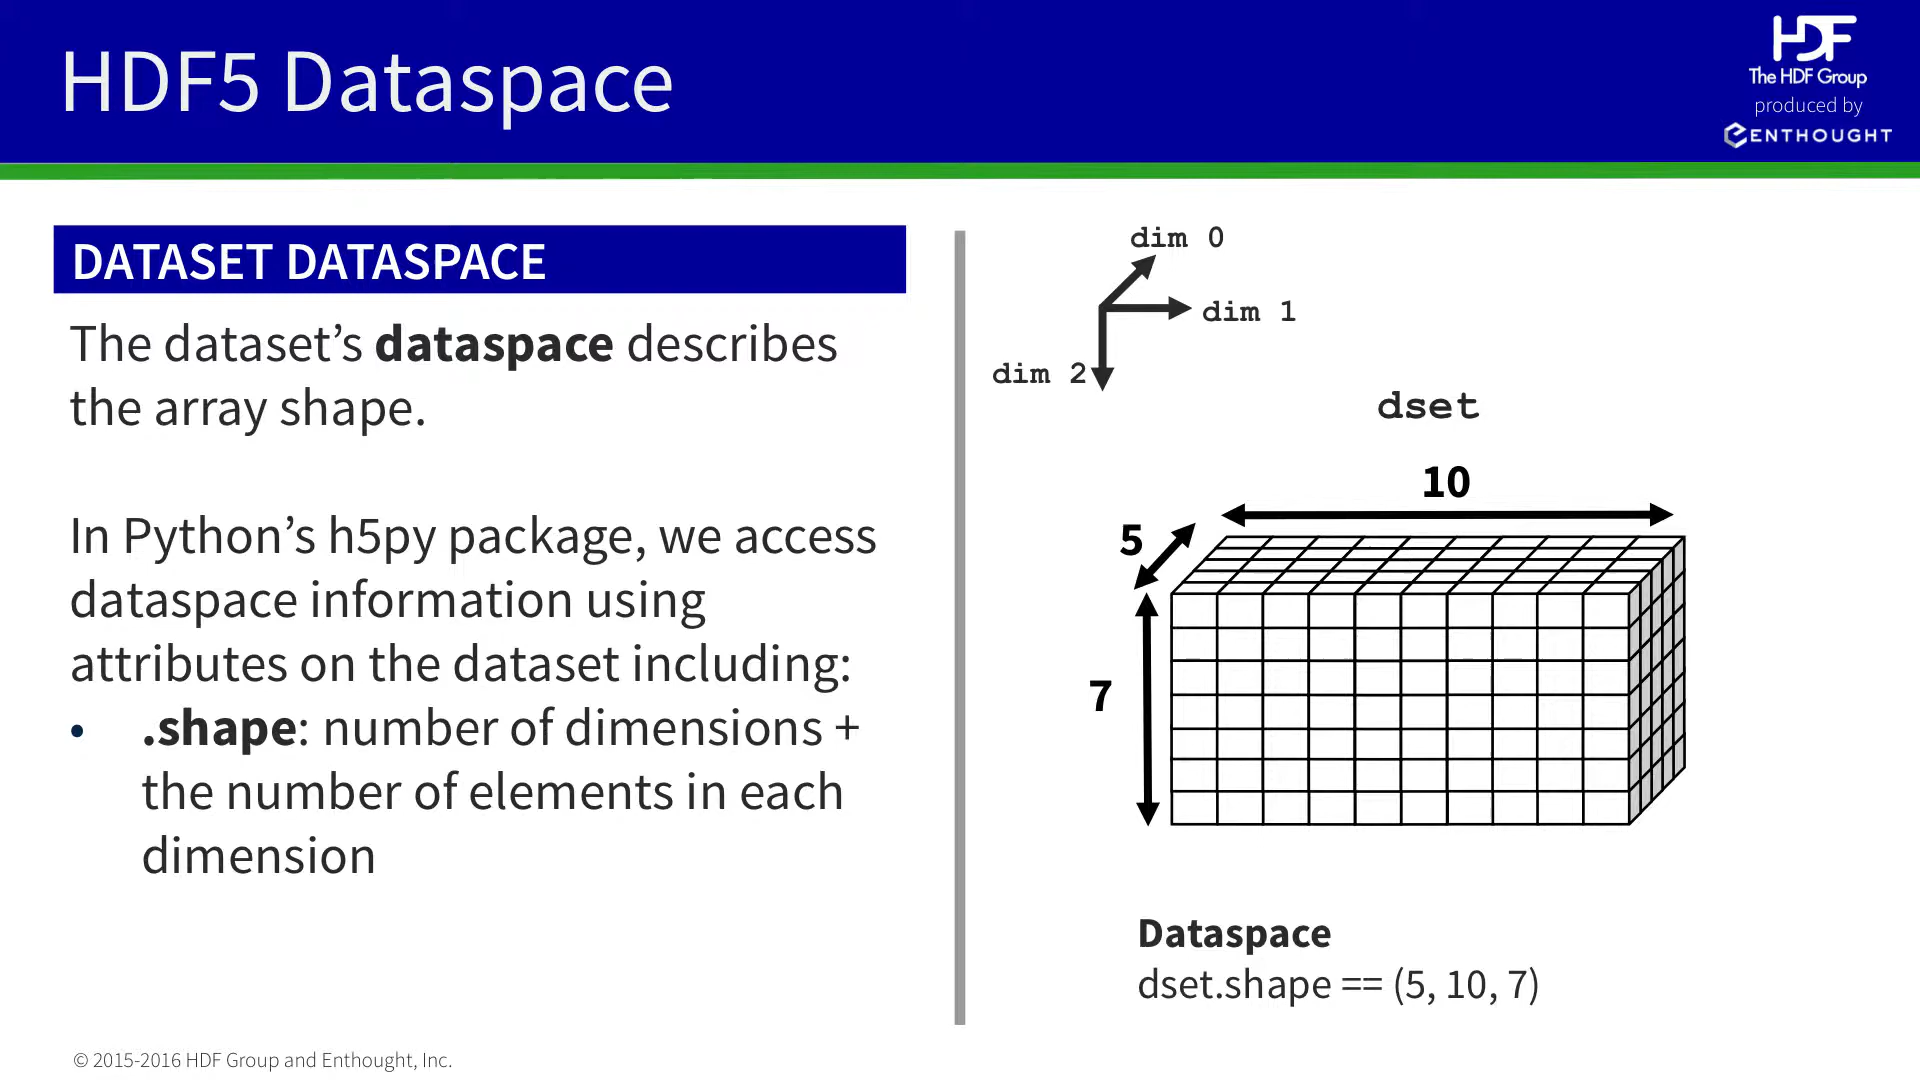 HDF5 Dataspace
HDF
The HDF Group
produced by
ENTHOUGHT
DATASET DATASPACE
The dataset’s dataspace describes
the array shape.
In Python’s h5py package, we access
dataspace information using
attributes on the dataset including:
• .shape: number of dimensions +
the number of elements in each
dimension
dim 0
dim 1
dim 2
dset
10
5
7
Dataspace
dset.shape == (5, 10, 7)
© 2015-2016 HDF Group and Enthought, Inc.